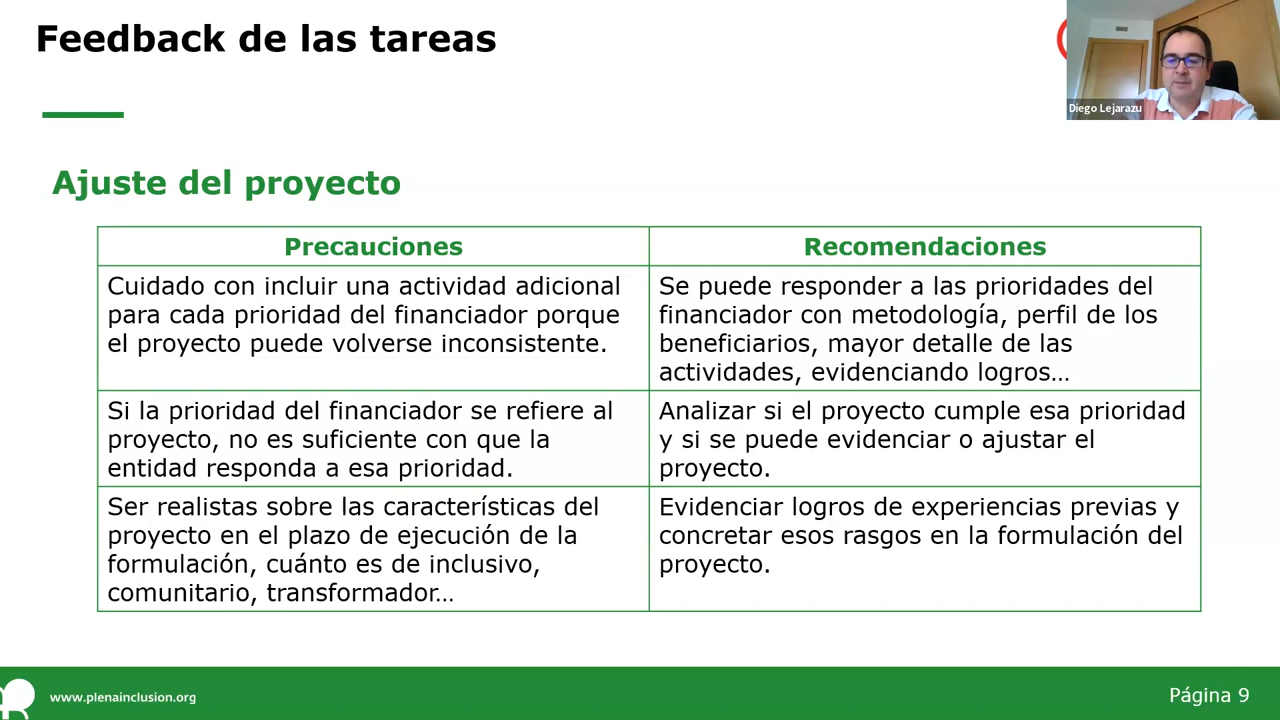 Feedback de las tareas
Diego Lejarazu
Ajuste del proyecto
Precauciones
Recomendaciones
Cuidado con incluir una actividad adicional
para cada prioridad del financiador porque
el proyecto puede volverse inconsistente.
Se puede responder a las prioridades del
financiador con metodología, perfil de los
beneficiarios, mayor detalle de las
actividades, evidenciando logros…
Si la prioridad del financiador se refiere al
proyecto, no es suficiente con que la
entidad responda a esa prioridad.
Analizar si el proyecto cumple esa prioridad
y si se puede evidenciar o ajustar el
proyecto.
Ser realistas sobre las características del
proyecto en el plazo de ejecución de la
formulación, cuánto es de inclusivo,
comunitario, transformador…
Evidenciar logros de experiencias previas y
concretar esos rasgos en la formulación del
proyecto.
www.plenainclusion.org
Página 9